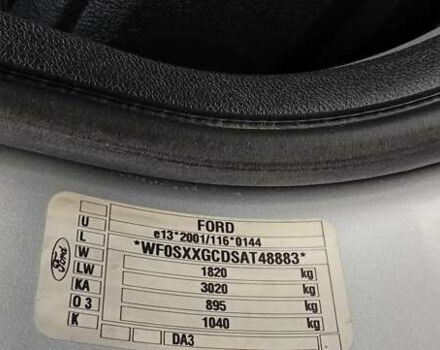 FORD
e13*2001/116*0144
*WF0SXXGCDSAT48883*
Ford
U
L
W
LW
KA
O 3
K
1820 kg
3020 kg
895 kg
1040 kg
DA3